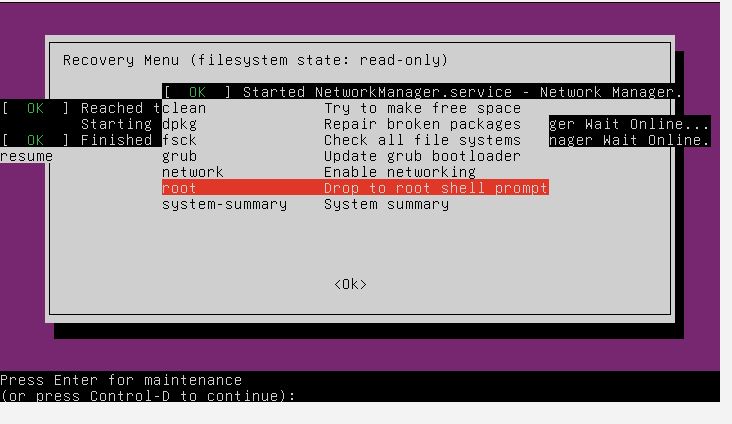 Recovery Menu (filesystem state: read-only)
[  OK  ] Started NetworkManager.service - Network Manager.
[  OK  ] Reached t clean Try to make free space
Starting dpkg Repair broken packages ger Wait Online...
[  OK  ] Finished fsck Check all file systems nager Wait Online.
resume grub Update grub bootloader
network Enable networking
root Drop to root shell prompt
system-summary System summary
<Ok>
Press Enter for maintenance
(or press Control-D to continue):